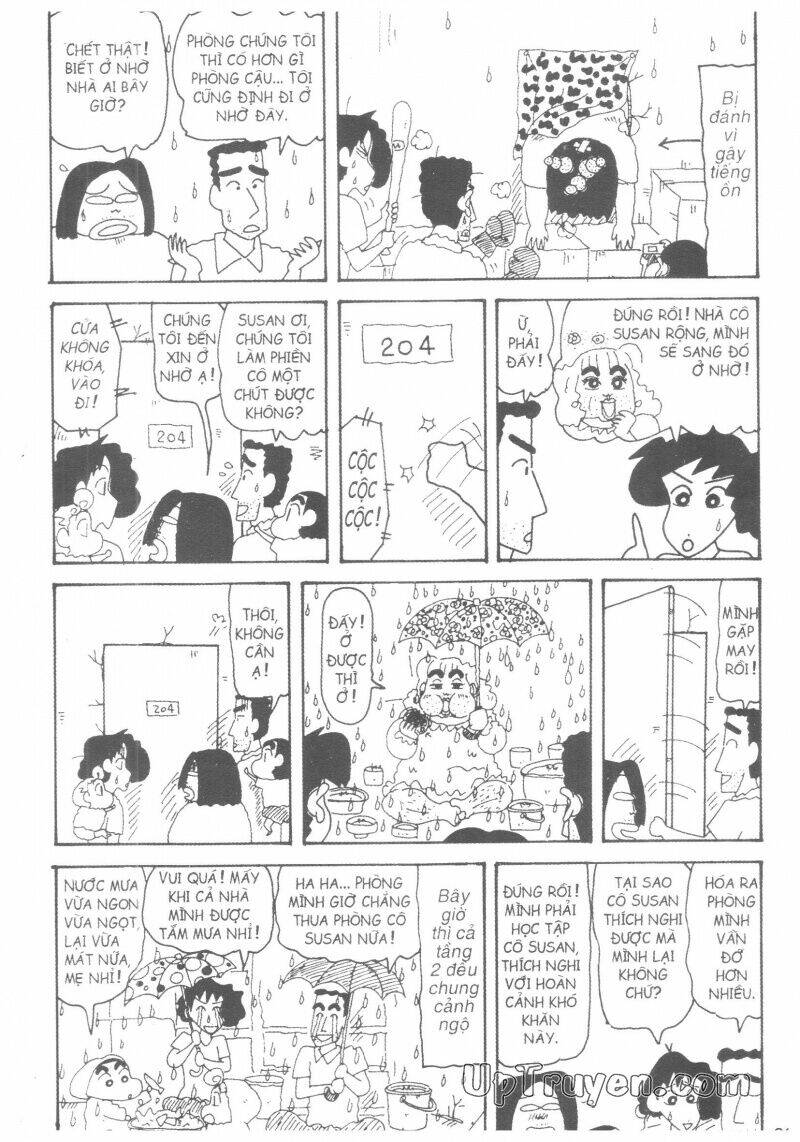 Bị
đánh
vì
gây
tiếng
ồn
PHÒNG CHÚNG TÔI
THÌ CÓ HƠN GÌ
PHÒNG CẬU... TÔI
CŨNG ĐỊNH ĐI Ở
NHỜ ĐÂY.
CHẾT THẬT!
BIẾT Ở NHỜ
NHÀ AI BÂY
GIỜ?
ĐÚNG RỒI! NHÀ CÔ
SUSAN RỘNG, MÌNH
SẼ SANG ĐÓ
Ở NHỜ!
Ừ,
PHẢI
ĐẤY!
204
CỘC
CỘC
CỘC!
SUSAN ƠI,
CHÚNG TÔI
LÀM PHIỀN
CÔ MỘT
CHÚT ĐƯỢC
KHÔNG?
CHÚNG
TÔI ĐẾN
XIN Ở
NHỜ Ạ!
204
CỬA
KHÔNG
KHÓA,
VÀO
ĐI!
MÌNH
GẶP
MAY
RỒI!
ĐẤY!
Ở
ĐƯỢC
THÌ
Ở!
THÔI,
KHÔNG
CẦN
Ạ!
204
HÓA RA
PHÒNG
MÌNH
VẪN
ĐỠ
HƠN
NHIỀU.
TẠI SAO
CÔ SUSAN
THÍCH NGHI
ĐƯỢC MÀ
MÌNH LẠI
KHÔNG
CHỨ?
ĐÚNG RỒI!
MÌNH PHẢI
HỌC TẬP
CÔ SUSAN,
THÍCH NGHI
VỚI HOÀN
CẢNH KHÓ
KHĂN
NÀY.
Bây
giờ
thì cả
tầng
2 đều
chung
cảnh
ngộ
HA HA... PHÒNG
MÌNH GIỜ CHẲNG
THUA PHÒNG CÔ
SUSAN NỮA!
VUI QUÁ! MẤY
KHI CẢ NHÀ
MÌNH ĐƯỢC
TẮM MƯA NHỈ!
NƯỚC MƯA
VỪA NGON
VỪA NGỌT,
LẠI VỪA
MÁT NỮA,
MẸ NHỈ!
UpTruyen.com